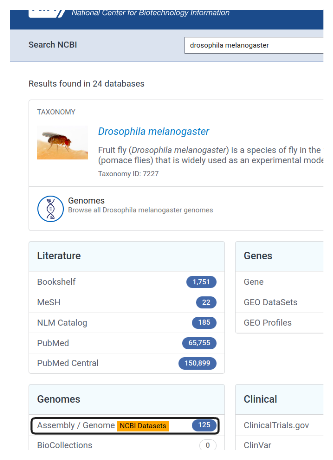 National Center for Biotechnology Information
Search NCBI
drosophila melanogaster
Results found in 24 databases
TAXONOMY
Drosophila melanogaster
Fruit fly (Drosophila melanogaster) is a species of fly in the
(pomace flies) that is widely used as an experimental mode
Taxonomy ID: 7227
Genomes
Browse all Drosophila melanogaster genomes
Literature
Bookshelf 1,751
MeSH 22
NLM Catalog 185
PubMed 65,755
PubMed Central 150,899
Genes
Gene
GEO DataSets
GEO Profiles
Genomes
Assembly / Genome NCBI Datasets 125
BioCollections 0
Clinical
ClinicalTrials.gov
ClinVar